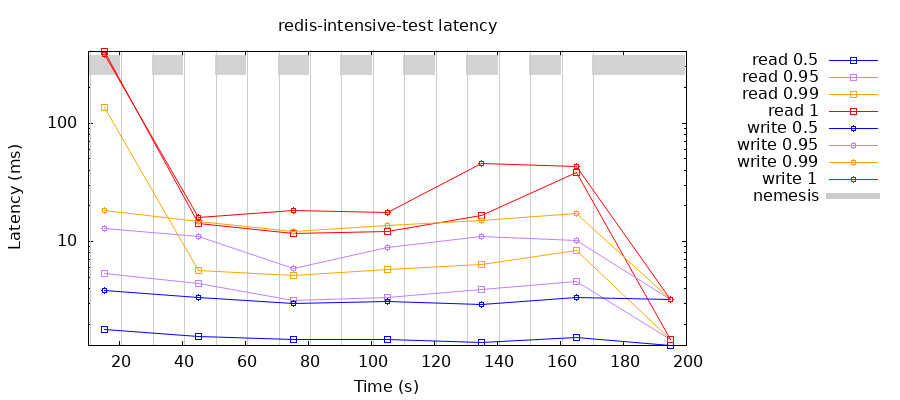 redis-intensive-test latency
Latency (ms)
100
10
20 40 60 80 100 120 140 160 180 200
Time (s)
read 0.5
read 0.95
read 0.99
read 1
write 0.5
write 0.95
write 0.99
write 1
nemesis